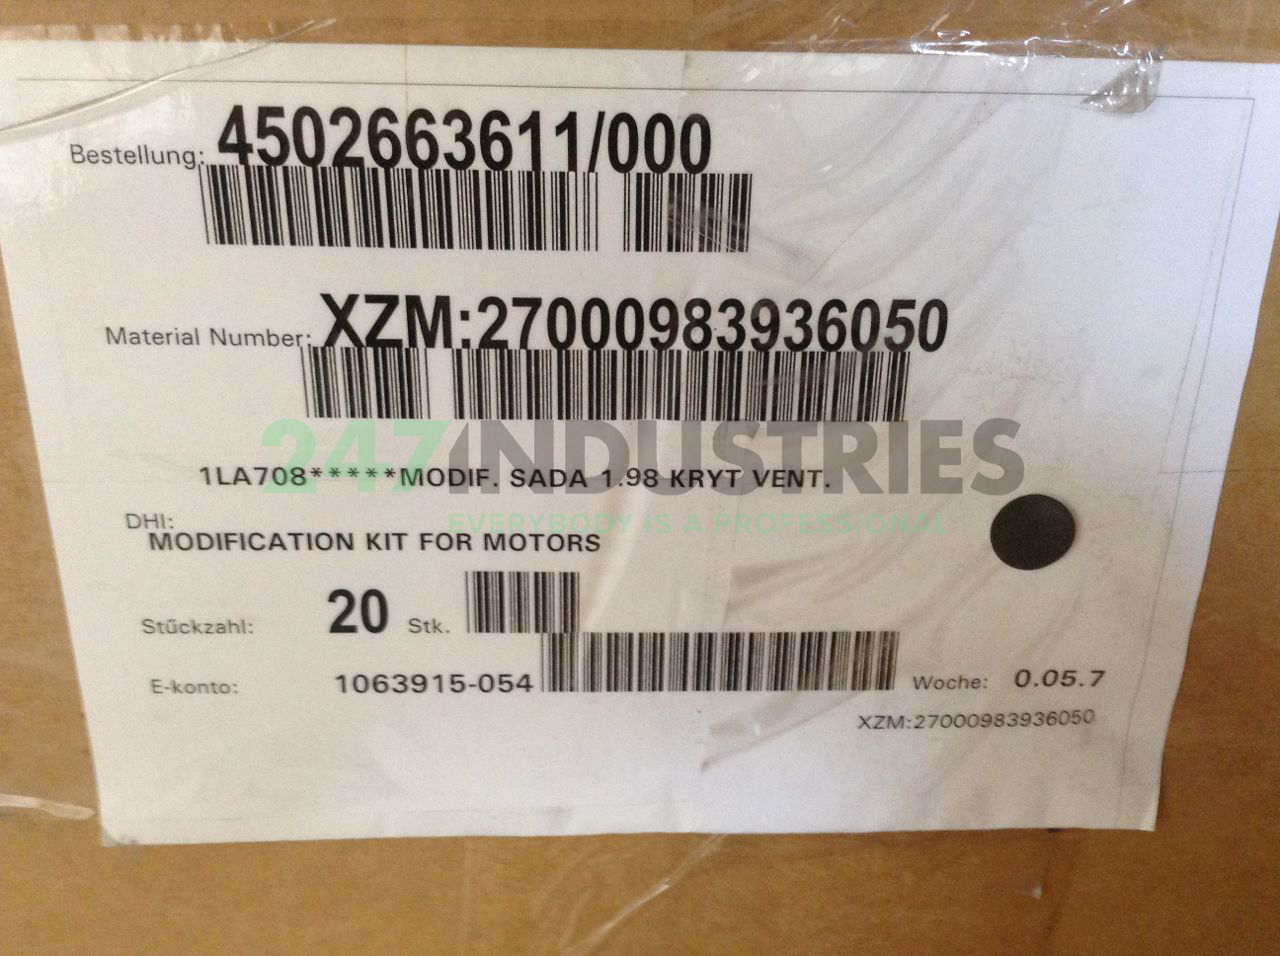 Bestellung: 4502663611/000
Material Number: XZM:27000983936050
247INDUSTRIES
1LA708*****MODIF. SADA 1.98 KRYT VENT.
EVERYBODY IS A PROFESSIONAL
DHI:
MODIFICATION KIT FOR MOTORS
Stűckzahl: 20 Stk.
E-konto: 1063915-054 Woche: 0.05.7
XZM:27000983936050